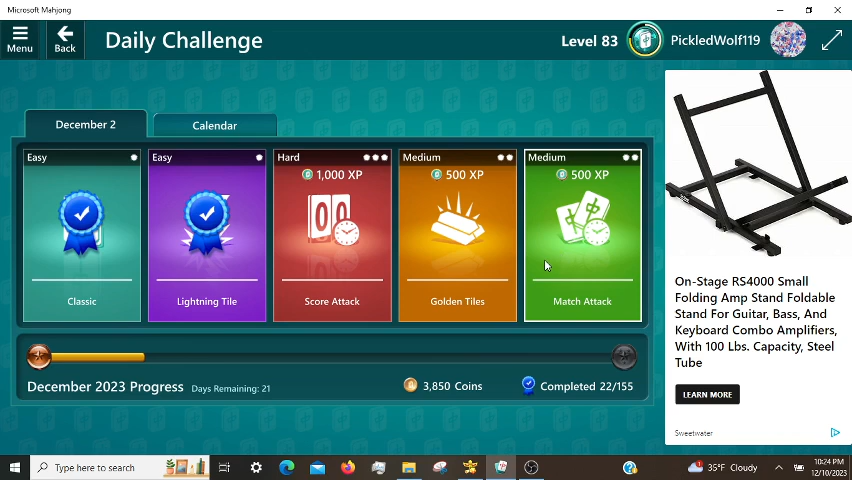 Microsoft Mahjong
Menu
Back
Daily Challenge
Level 83
PickledWolf119
December 2
Calendar
Easy
Classic
Easy
Lightning Tile
Hard
1,000 XP
00
Score Attack
Medium
500 XP
Golden Tiles
Medium
500 XP
中
Match Attack
December 2023 Progress
Days Remaining: 21
3,850 Coins
Completed 22/155
On-Stage RS4000 Small
Folding Amp Stand Foldable
Stand For Guitar, Bass, And
Keyboard Combo Amplifiers,
With 100 Lbs. Capacity, Steel
Tube
LEARN MORE
Sweetwater
Type here to search
35°F Cloudy
10:24 PM
12/10/2023